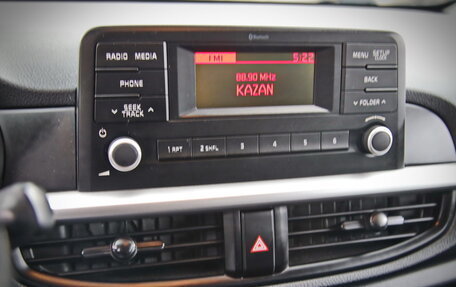 Bluetooth
RADIO MEDIA
FM1 5:22
MENU SETUP
88.90 MHz
KAZAN
PHONE
BACK
SEEK
TRACK
FOLDER
1 RPT 2 SHFL 3 4 5 6